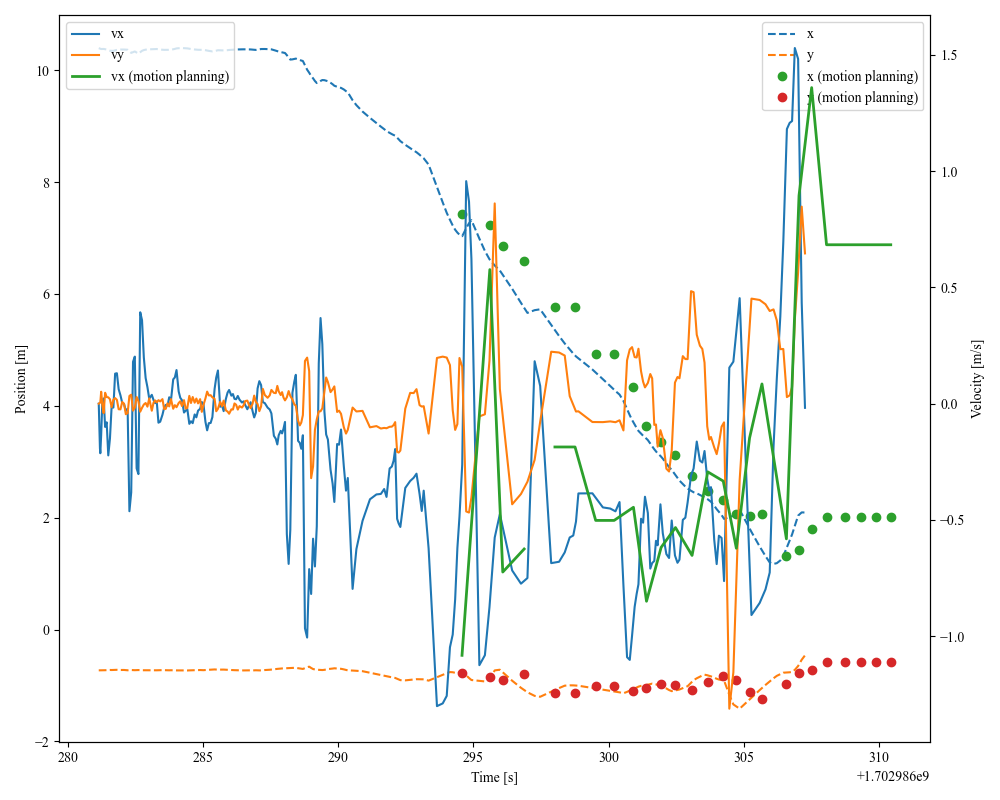 vx
vy
vx (motion planning)
x
y
x (motion planning)
y (motion planning)
10
8
6
4
2
0
−2
1.5
1.0
0.5
0.0
−0.5
−1.0
Position [m]
Velocity [m/s]
280
285
290
295
300
305
310
Time [s]
+1.702986e9